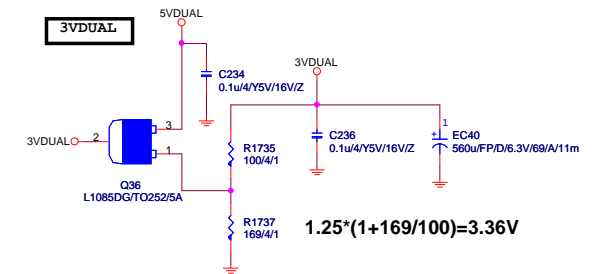 3VDUAL
5VDUAL
C234
0.1u/4/Y5V/16V/Z
3VDUAL
3
3VDUAL 2
1
R1735
100/4/1
C236
0.1u/4/Y5V/16V/Z
1
+
EC40
560u/FP/D/6.3V/69/A/11m
Q36
L1085DG/TO252/5A
R1737
169/4/1
1.25*(1+169/100)=3.36V